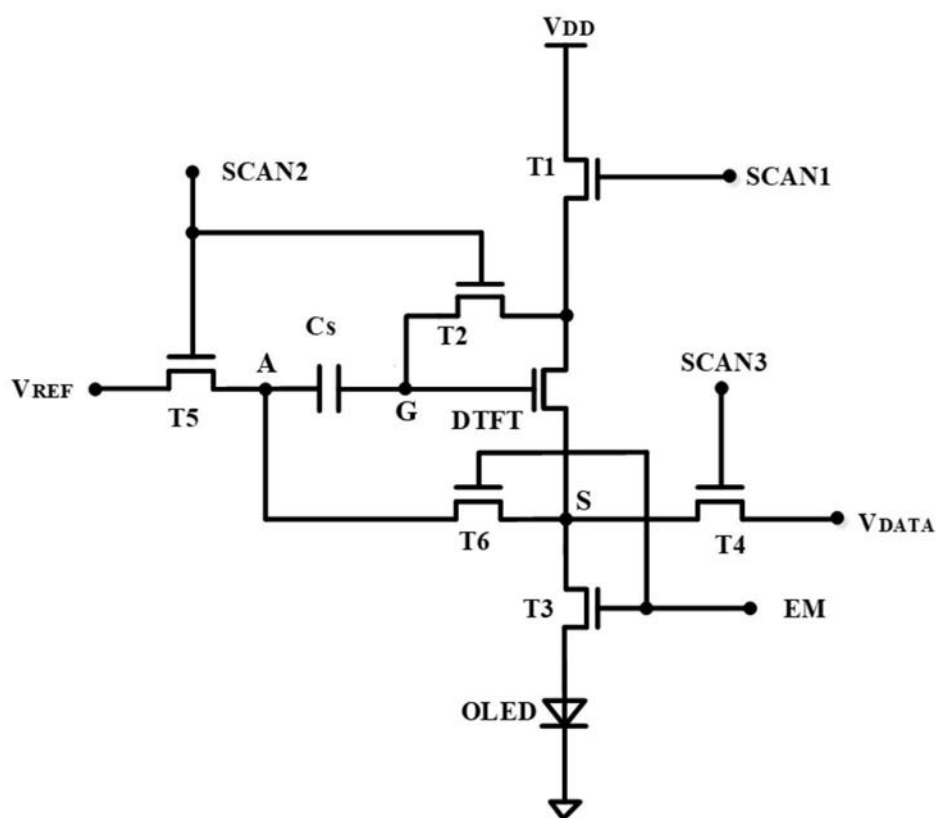 VDD
T1
SCAN1
SCAN2
T2
Cs
A
VREF
G
DTFT
T5
SCAN3
S
T6
T4
VDATA
T3
EM
OLED